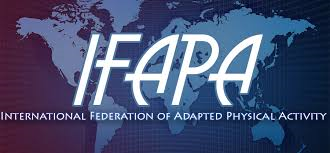 IFAPA
INTERNATIONAL FEDERATION OF ADAPTED PHYSICAL ACTIVITY